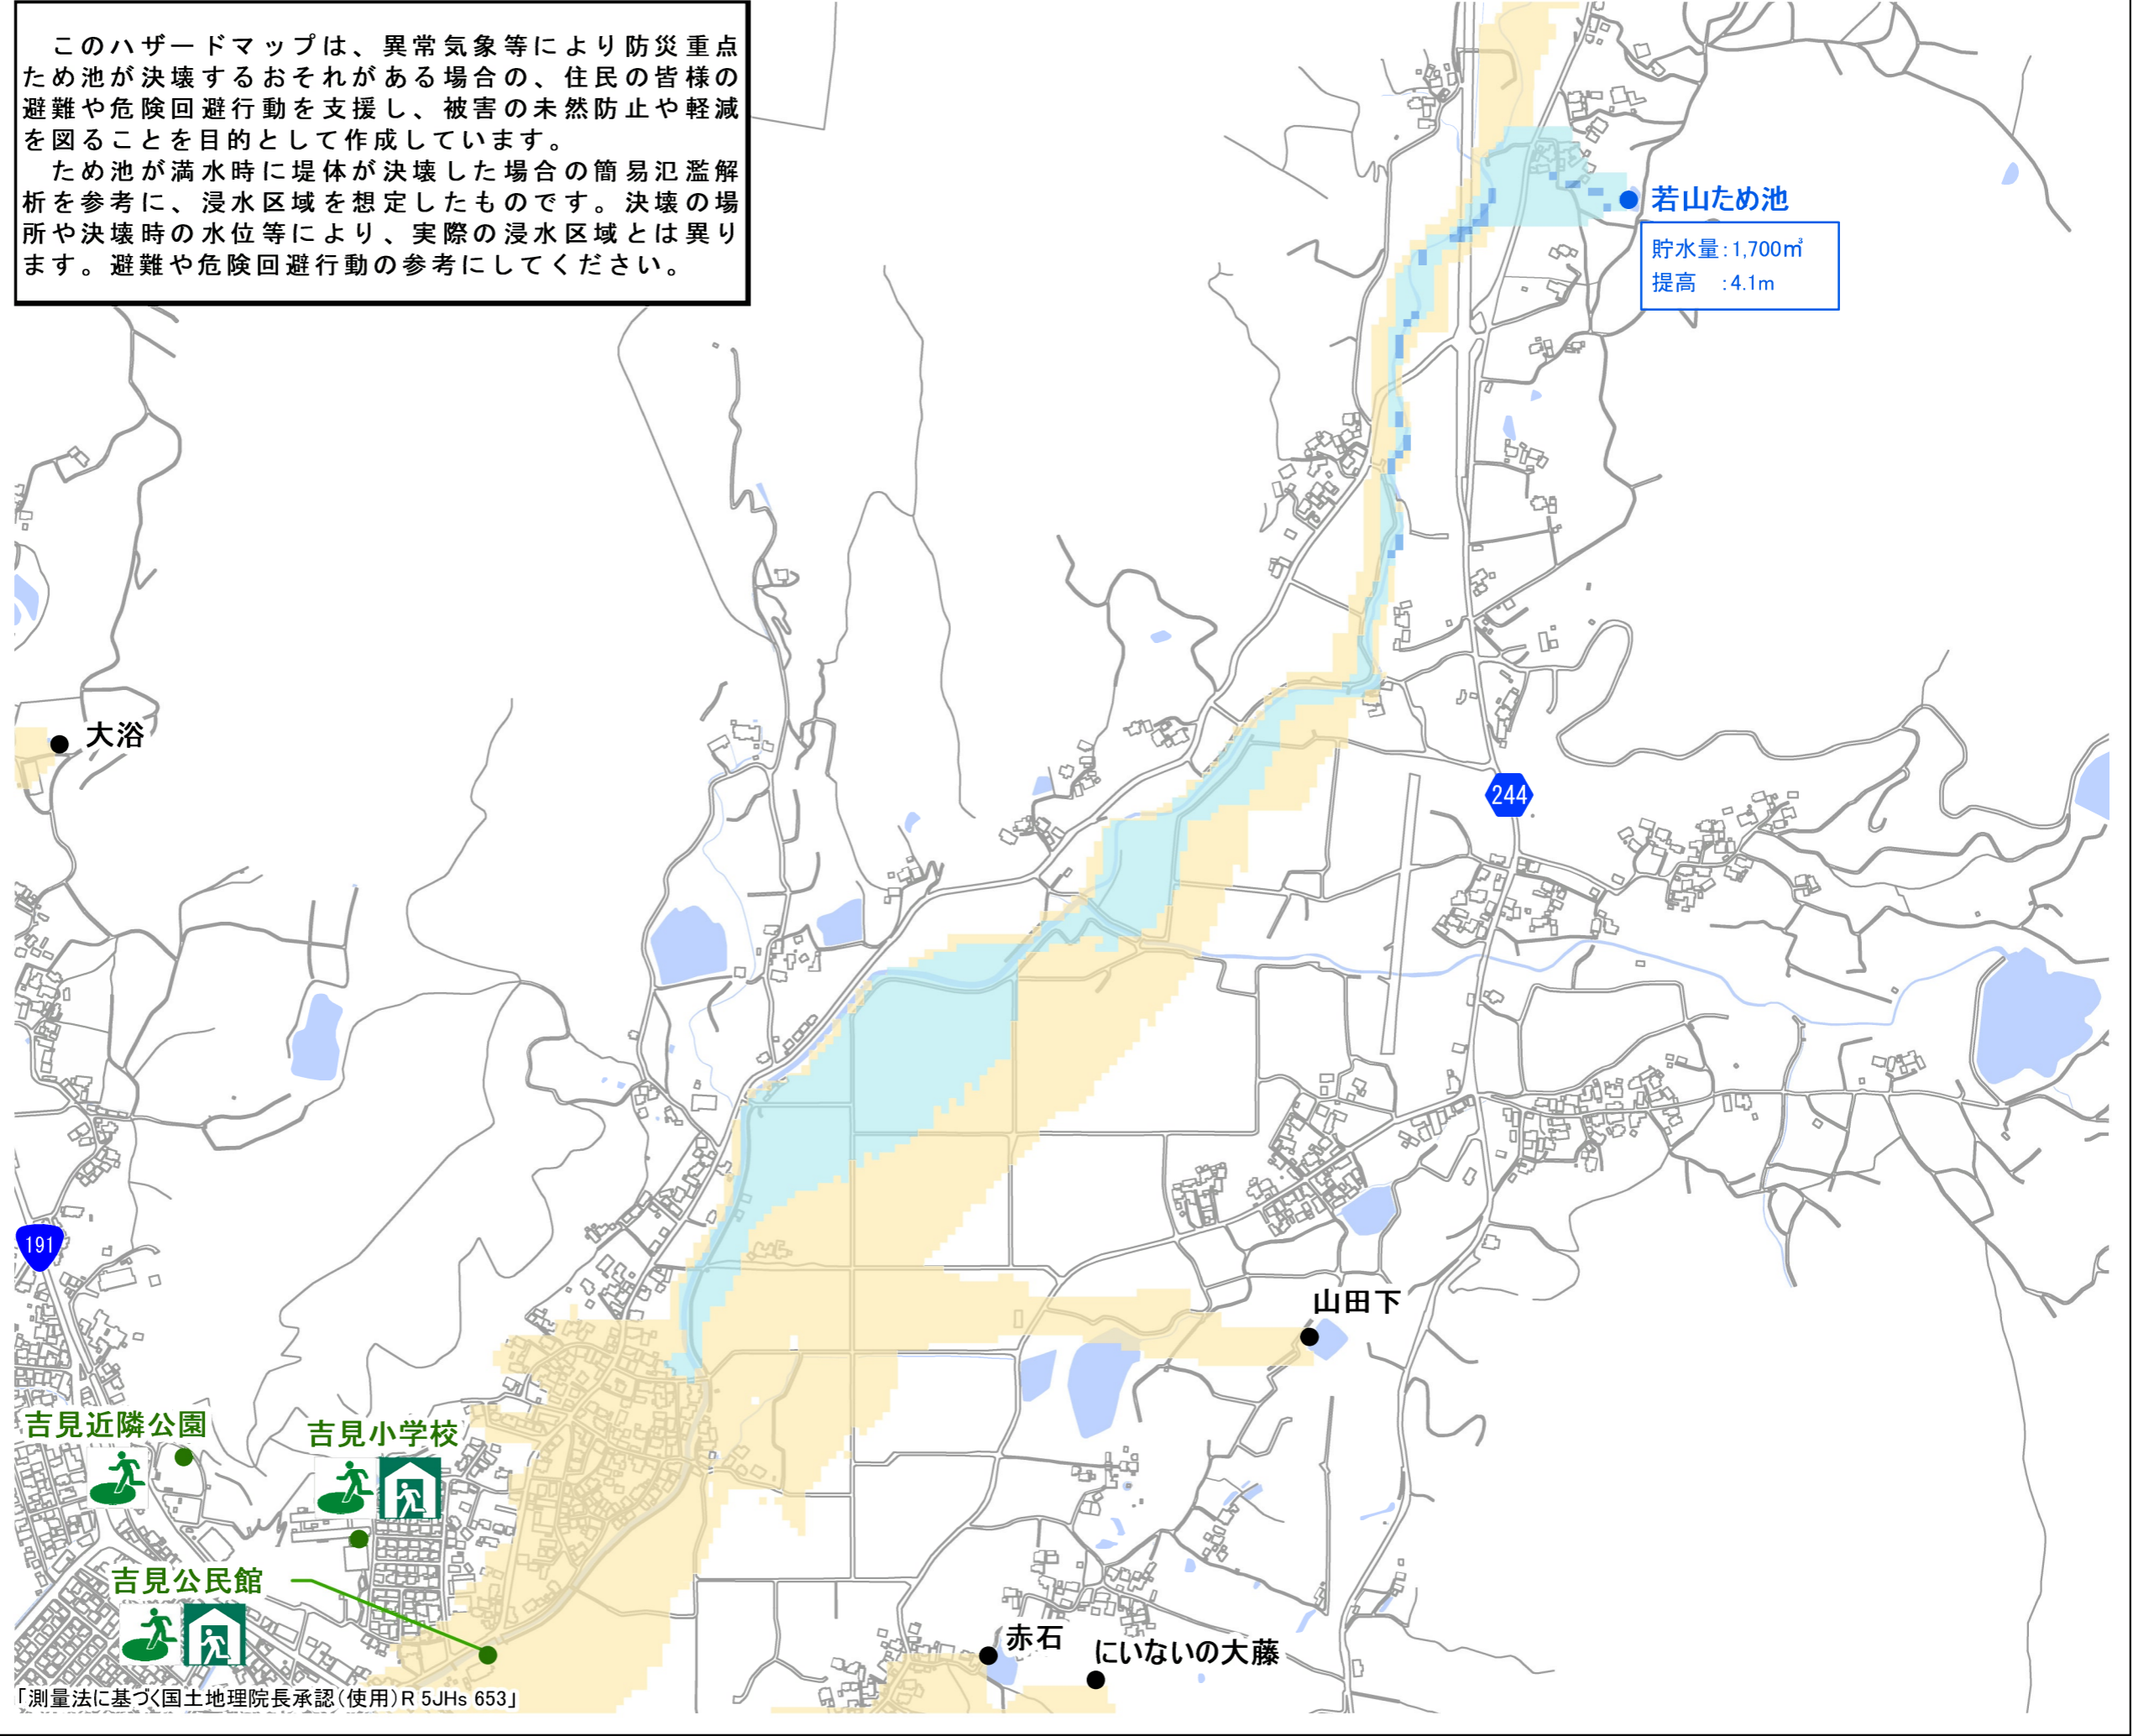 このハザードマップは、異常気象等により防災重点
ため池が決壊するおそれがある場合の、住民の皆様の
避難や危険回避行動を支援し、被害の未然防止や軽減
を図ることを目的として作成しています。
ため池が満水時に堤体が決壊した場合の簡易氾濫解
析を参考に、浸水区域を想定したものです。決壊の場
所や決壊時の水位等により、実際の浸水区域とは異り
ます。避難や危険回避行動の参考にしてください。
若山ため池
貯水量：1,700㎥
提高　：4.1m
大浴
244
191
山田下
吉見近隣公園
吉見小学校
吉見公民館
赤石
にいないの大藤
「測量法に基づく国土地理院長承認（使用）R 5JHs 653」